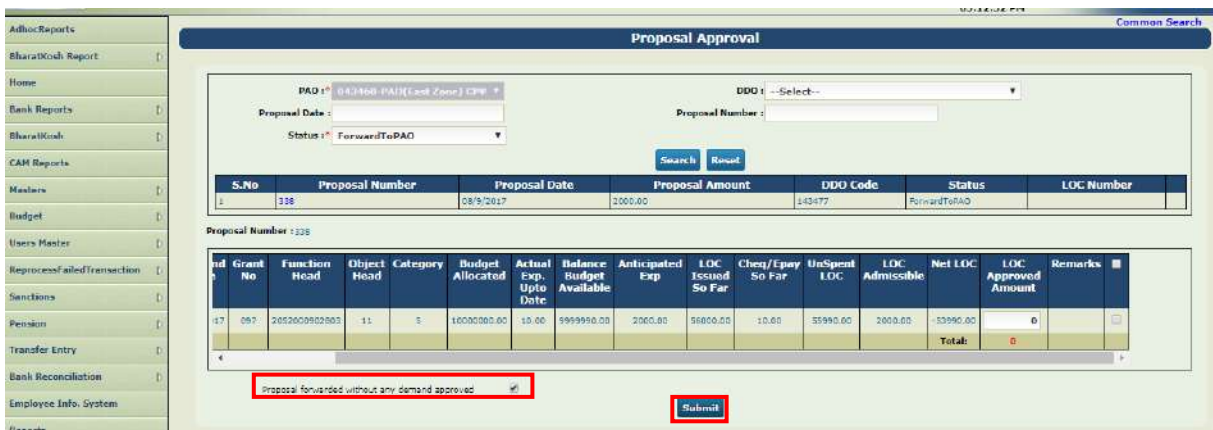 Common Search
Proposal Approval
AdhocReports
BharatKosh Report
Home
Bank Reports
BharatKosh
CAM Reports
Masters
Budget
Users Master
ReprocessFailedTransaction
Sanctions
Pension
Transfer Entry
Bank Reconciliation
Employee Info. System
PAO :* 043460-PAO(East Zone) CPW DDO : --Select--
Proposal Date : Proposal Number :
Status :* ForwardToPAO
Search Reset
S.No Proposal Number Proposal Date Proposal Amount DDO Code Status LOC Number
1 338 08/9/2017 2000.00 143477 ForwardToPAO
Proposal Number :338
Grant No Function Head Object Head Category Budget Allocated Actual Exp. Upto Date Balance Budget Available Anticipated Exp LOC Issued So Far Cheq/Epay So Far UnSpent LOC LOC Admissible Net LOC LOC Approved Amount Remarks
097 2052000902803 11 5 10000000.00 10.00 9999990.00 2000.00 56000.00 10.00 55990.00 2000.00 -53990.00 0
Total: 0
Proposal forwarded without any demand approved
Submit